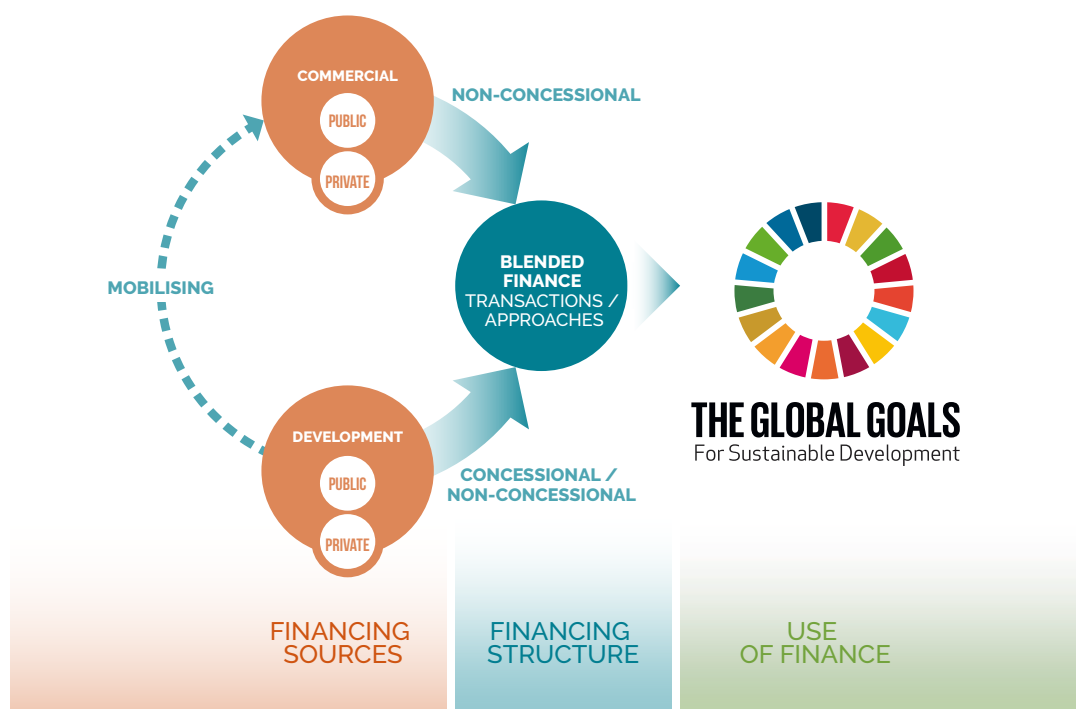 COMMERCIAL
PUBLIC
PRIVATE
NON-CONCESSIONAL
MOBILISING
BLENDED
FINANCE
TRANSACTIONS /
APPROACHES
DEVELOPMENT
PUBLIC
PRIVATE
CONCESSIONAL /
NON-CONCESSIONAL
THE GLOBAL GOALS
For Sustainable Development
FINANCING
SOURCES
FINANCING
STRUCTURE
USE
OF FINANCE